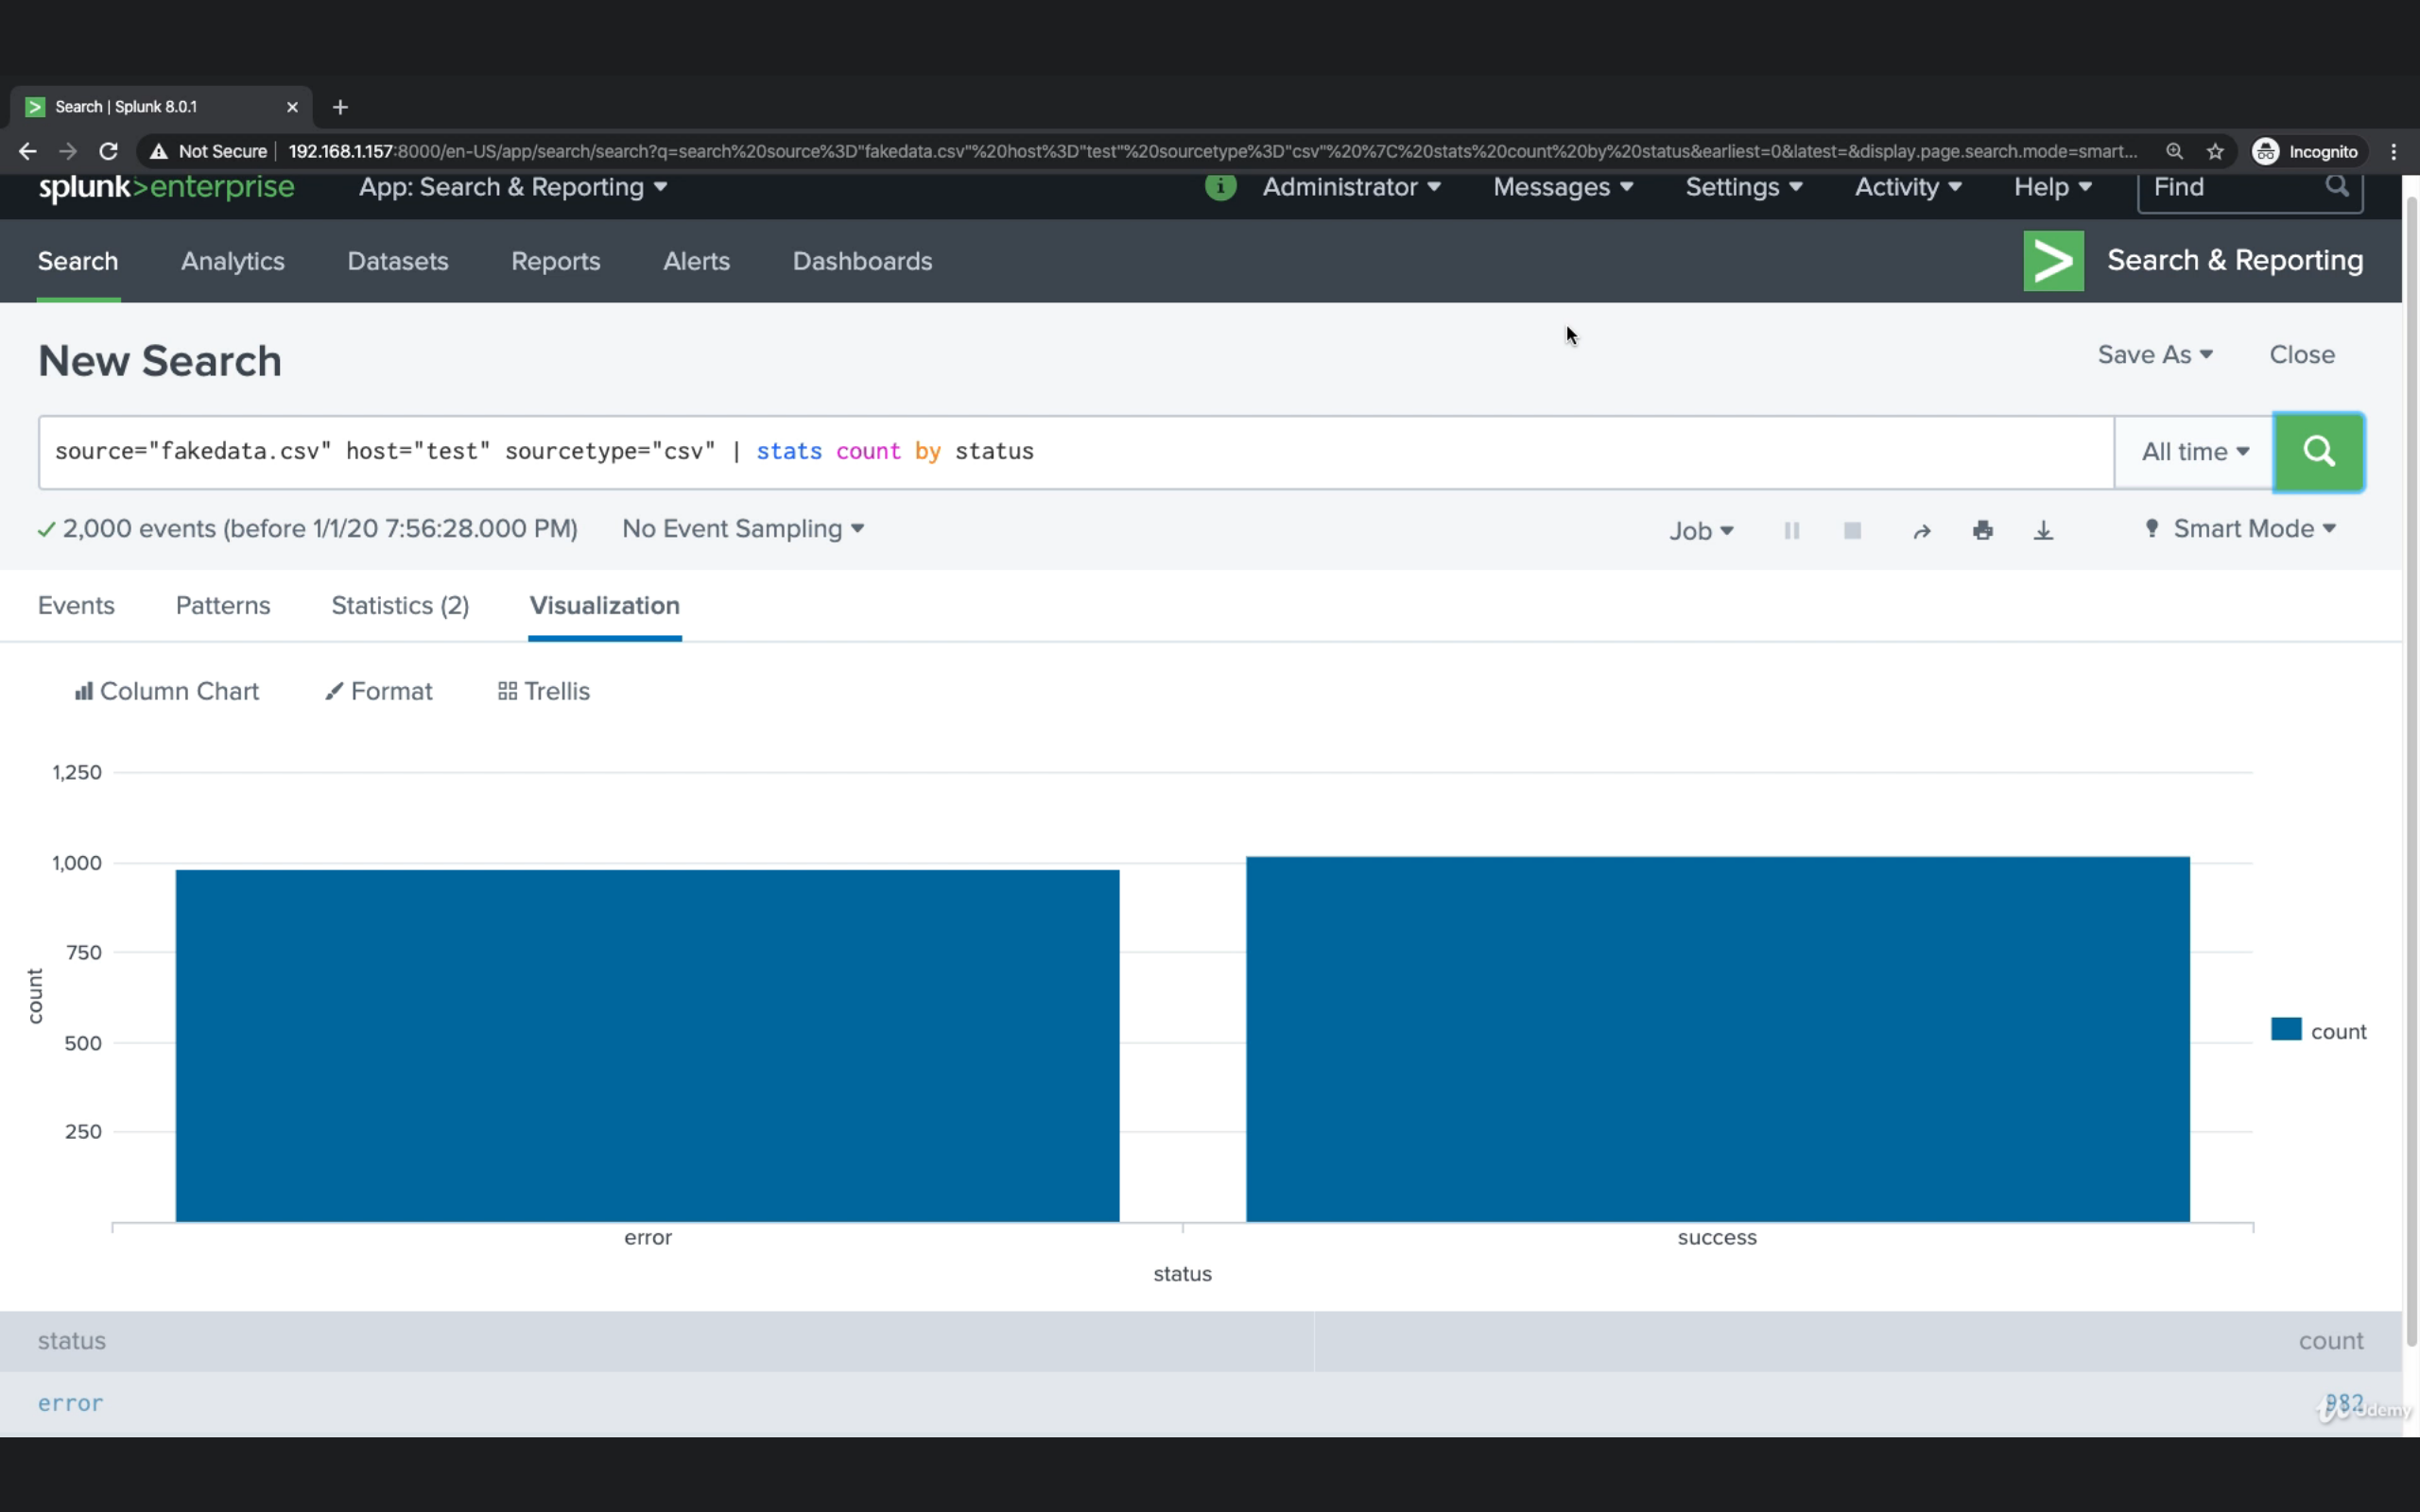 Search | Splunk 8.0.1
Not Secure 192.168.1.157:8000/en-US/app/search/search?q=search%20source%3D"fakedata.csv"%20host%3D"test"%20sourcetype%3D"csv"%20%7C%20stats%20count%20by%20status&earliest=0&latest=&display.page.search.mode=smart... Incognito
splunk>enterprise App: Search & Reporting i Administrator Messages Settings Activity Help Find
Search Analytics Datasets Reports Alerts Dashboards > Search & Reporting
New Search Save As Close
source="fakedata.csv" host="test" sourcetype="csv" | stats count by status All time
2,000 events (before 1/1/20 7:56:28.000 PM) No Event Sampling Job Smart Mode
Events Patterns Statistics (2) Visualization
Column Chart Format Trellis
1,250
1,000
750
500
250
count
count
error success
status
status count
error 982
udemy